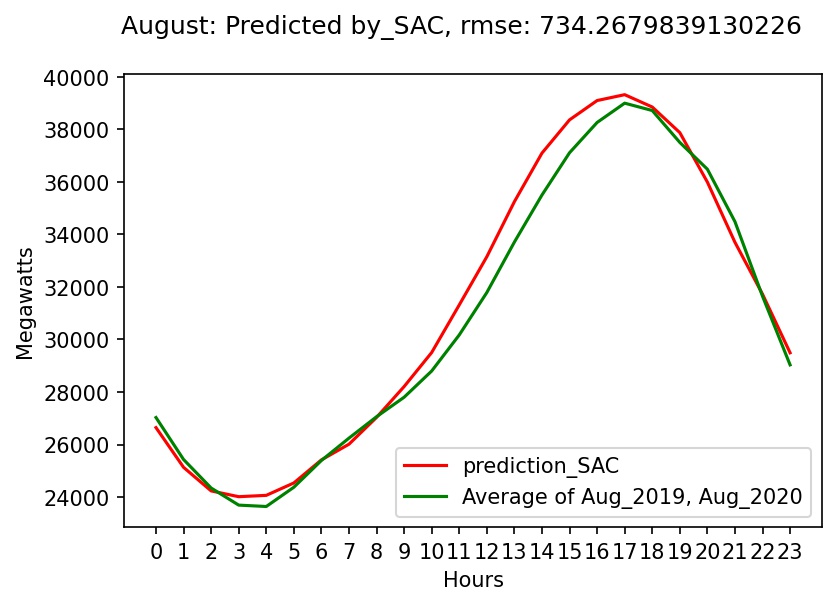 August: Predicted by_SAC, rmse: 734.2679839130226
40000
38000
36000
34000
32000
30000
28000
26000
24000
Megawatts
prediction_SAC
Average of Aug_2019, Aug_2020
0 1 2 3 4 5 6 7 8 9 10 11 12 13 14 15 16 17 18 19 20 21 22 23
Hours